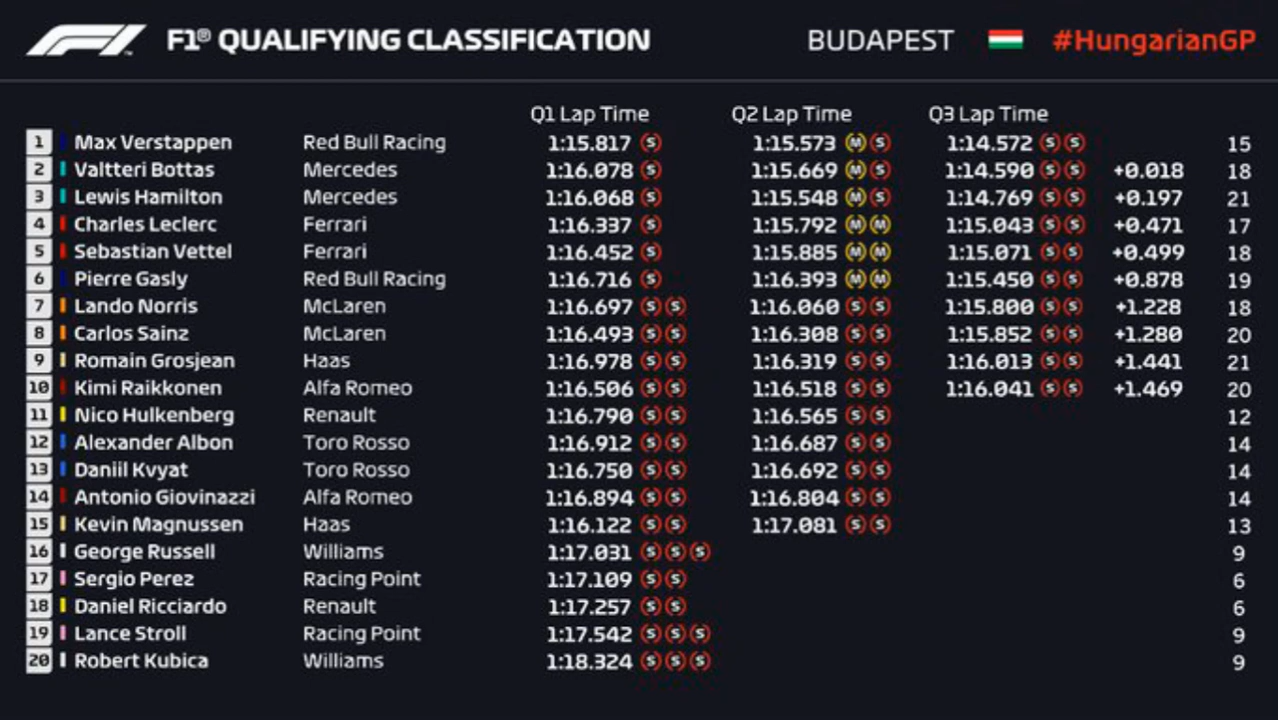 F1® QUALIFYING CLASSIFICATION BUDAPEST #HungarianGP
Q1 Lap Time Q2 Lap Time Q3 Lap Time
1 Max Verstappen Red Bull Racing 1:15.817 S 1:15.573 M S 1:14.572 S S 15
2 Valtteri Bottas Mercedes 1:16.078 S 1:15.669 M S 1:14.590 S S +0.018 18
3 Lewis Hamilton Mercedes 1:16.068 S 1:15.548 M S 1:14.769 S S +0.197 21
4 Charles Leclerc Ferrari 1:16.337 S 1:15.792 M M 1:15.043 S S +0.471 17
5 Sebastian Vettel Ferrari 1:16.452 S 1:15.885 M M 1:15.071 S S +0.499 18
6 Pierre Gasly Red Bull Racing 1:16.716 S 1:16.393 M M 1:15.450 S S +0.878 19
7 Lando Norris McLaren 1:16.697 S S 1:16.060 S S 1:15.800 S S +1.228 18
8 Carlos Sainz McLaren 1:16.493 S S 1:16.308 S S 1:15.852 S S +1.280 20
9 Romain Grosjean Haas 1:16.978 S S 1:16.319 S S 1:16.013 S S +1.441 21
10 Kimi Raikkonen Alfa Romeo 1:16.506 S S 1:16.518 S S 1:16.041 S S +1.469 20
11 Nico Hulkenberg Renault 1:16.790 S S 1:16.565 S S 12
12 Alexander Albon Toro Rosso 1:16.912 S S 1:16.687 S S 14
13 Daniil Kvyat Toro Rosso 1:16.750 S S 1:16.692 S S 14
14 Antonio Giovinazzi Alfa Romeo 1:16.894 S S 1:16.804 S S 14
15 Kevin Magnussen Haas 1:16.122 S S 1:17.081 S S 13
16 George Russell Williams 1:17.031 S S S 9
17 Sergio Perez Racing Point 1:17.109 S S 6
18 Daniel Ricciardo Renault 1:17.257 S S 6
19 Lance Stroll Racing Point 1:17.542 S S S 9
20 Robert Kubica Williams 1:18.324 S S S 9